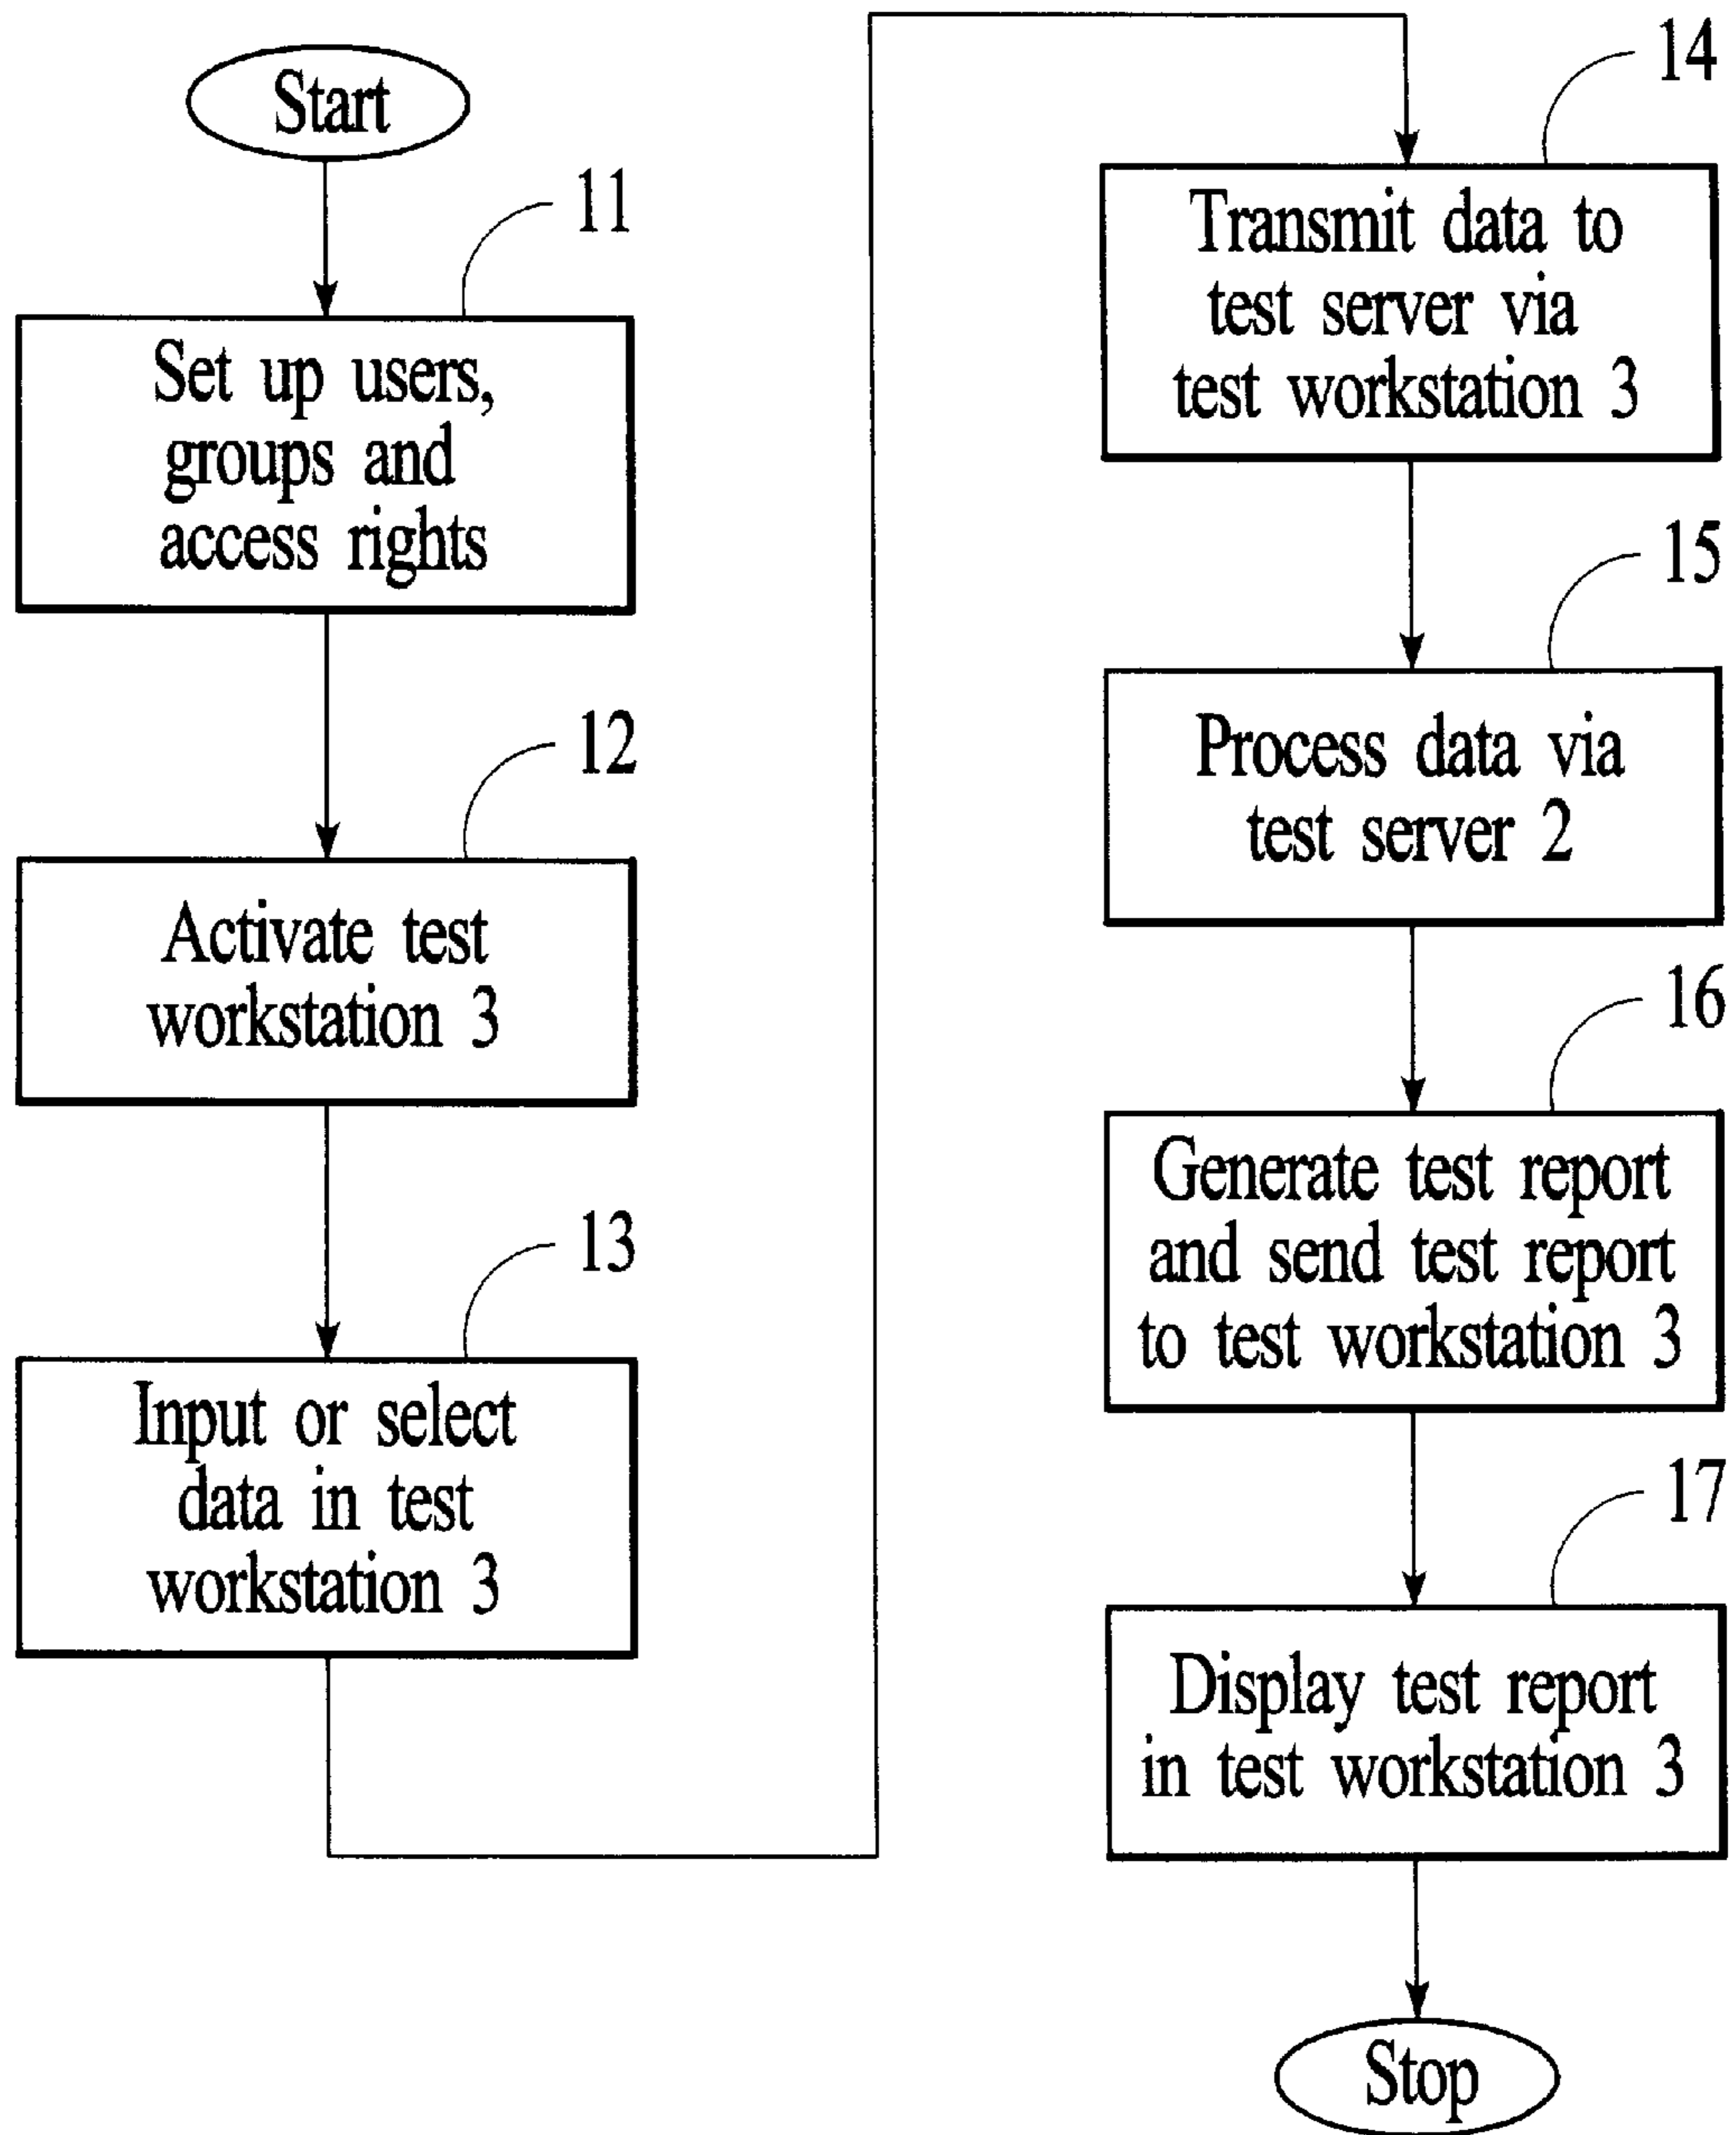 Start
11
Set up users,
groups and
access rights
12
Activate test
workstation 3
13
Input or select
data in test
workstation 3
14
Transmit data to
test server via
test workstation 3
15
Process data via
test server 2
16
Generate test report
and send test report
to test workstation 3
17
Display test report
in test workstation 3
Stop